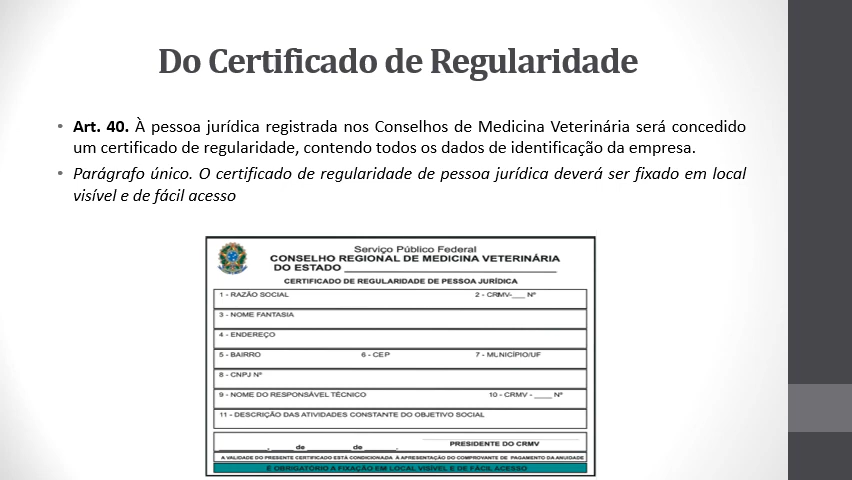 Do Certificado de Regularidade
• Art. 40. À pessoa jurídica registrada nos Conselhos de Medicina Veterinária será concedido
um certificado de regularidade, contendo todos os dados de identificação da empresa.
• Parágrafo único. O certificado de regularidade de pessoa jurídica deverá ser fixado em local
visível e de fácil acesso
Serviço Público Federal
CONSELHO REGIONAL DE MEDICINA VETERINÁRIA
DO ESTADO ____________________
CERTIFICADO DE REGULARIDADE DE PESSOA JURÍDICA
1 - RAZÃO SOCIAL 2 - CRMV-___ Nº
3 - NOME FANTASIA
4 - ENDEREÇO
5 - BAIRRO 6 - CEP 7 - MUNICÍPIO/UF
8 - CNPJ Nº
9 - NOME DO RESPONSÁVEL TÉCNICO 10 - CRMV - ____ Nº
11 - DESCRIÇÃO DAS ATIVIDADES CONSTANTE DO OBJETIVO SOCIAL
__________, ____ de ________ de ______. PRESIDENTE DO CRMV
A VALIDADE DO PRESENTE CERTIFICADO ESTÁ CONDICIONADA À APRESENTAÇÃO DO COMPROVANTE DE PAGAMENTO DA ANUIDADE
É OBRIGATÓRIO A FIXAÇÃO EM LOCAL VISÍVEL E DE FÁCIL ACESSO